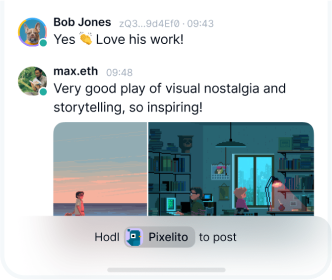 Bob Jones zQ3...9d4Ef0 · 09:43
Yes 👏 Love his work!
max.eth 09:48
Very good play of visual nostalgia and
storytelling, so inspiring!
Hodl Pixelito to post